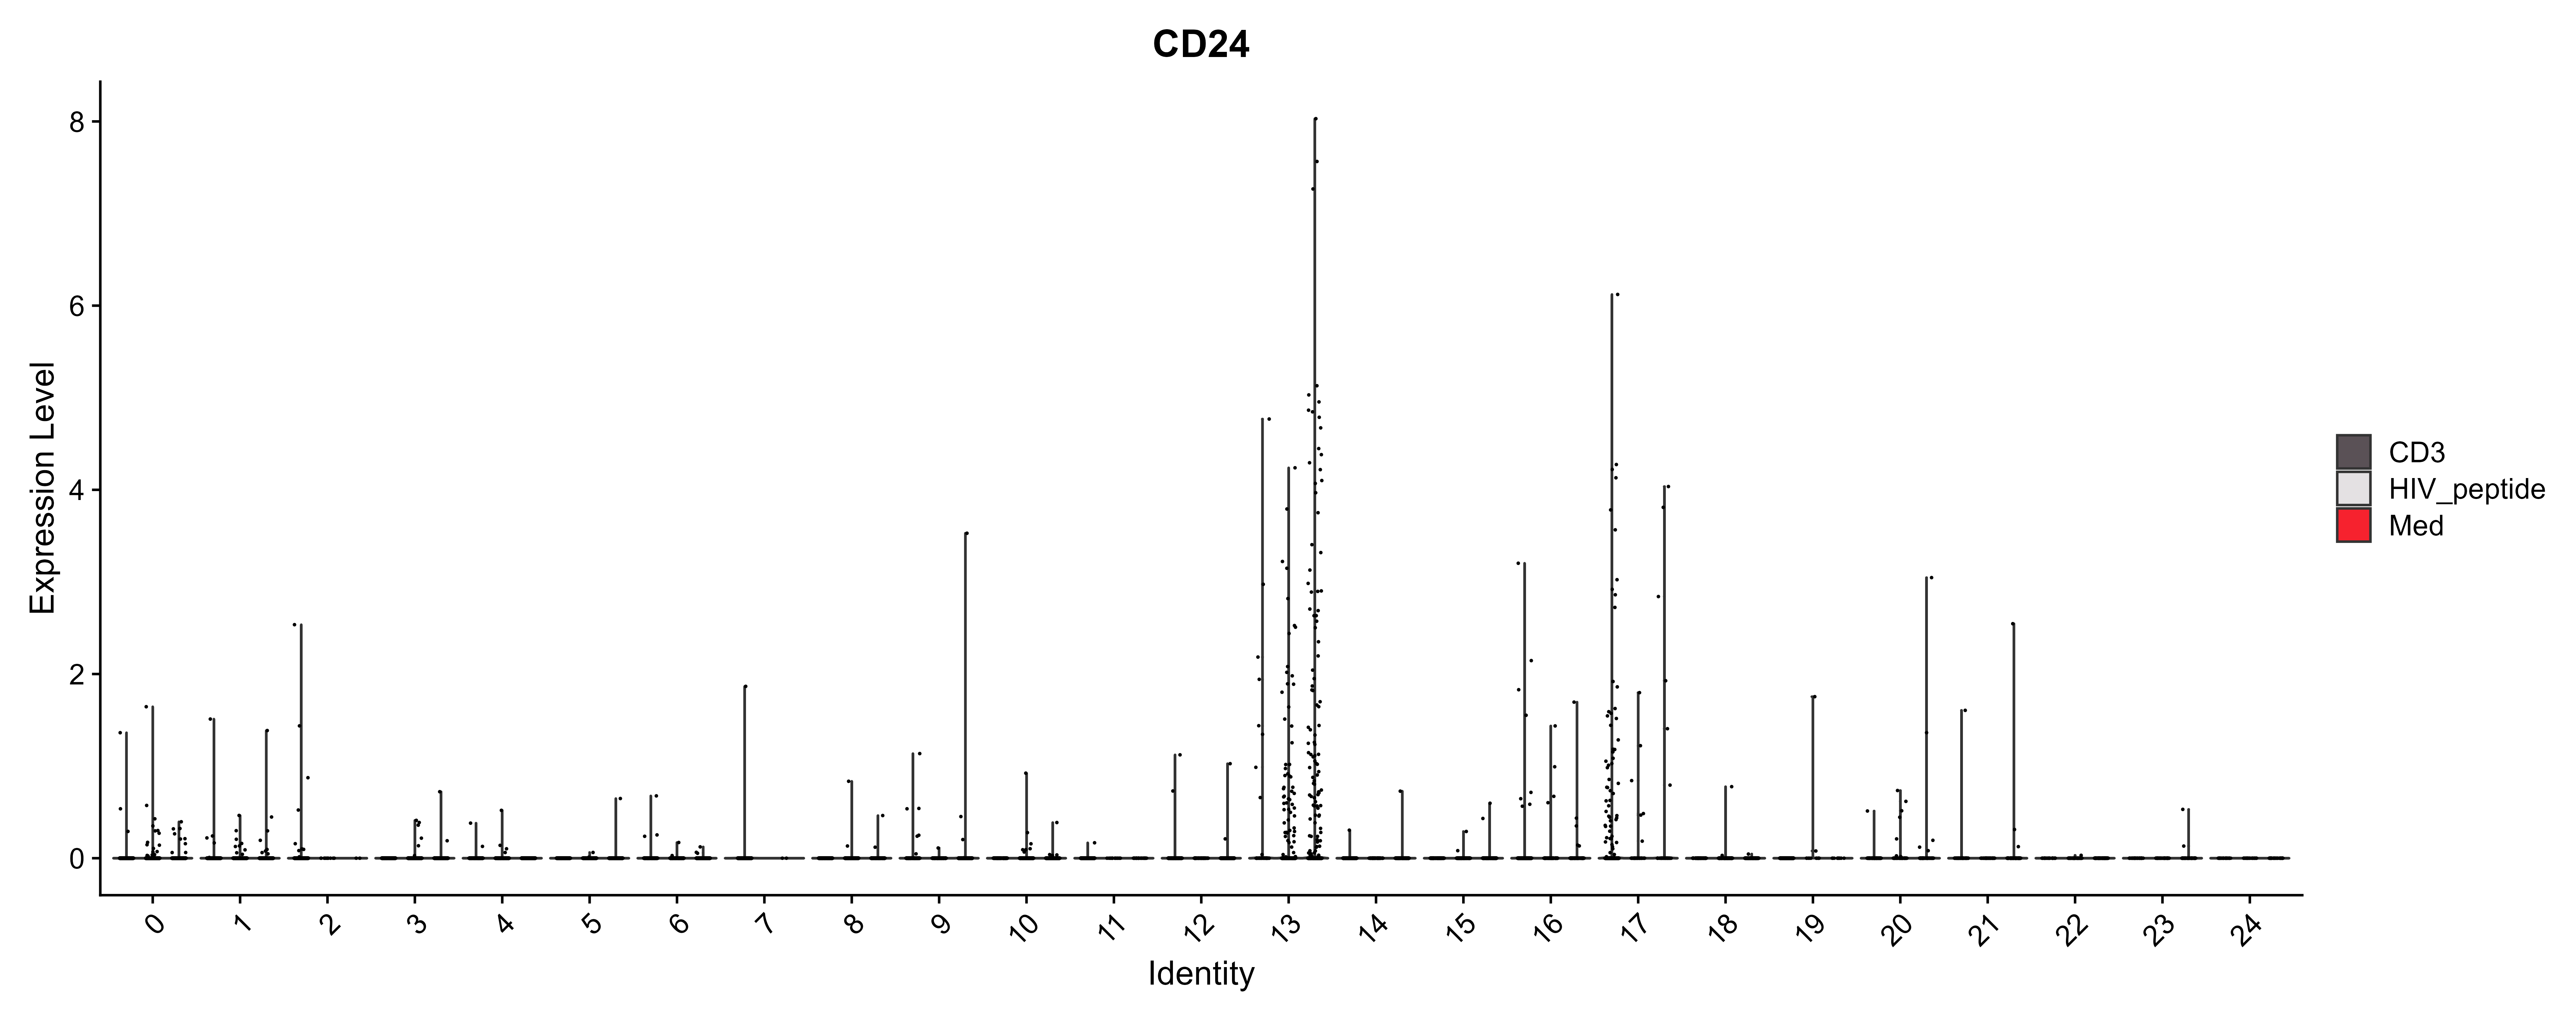 CD24
Expression Level
8
6
4
2
0
0 1 2 3 4 5 6 7 8 9 10 11 12 13 14 15 16 17 18 19 20 21 22 23 24
Identity
CD3
HIV_peptide
Med